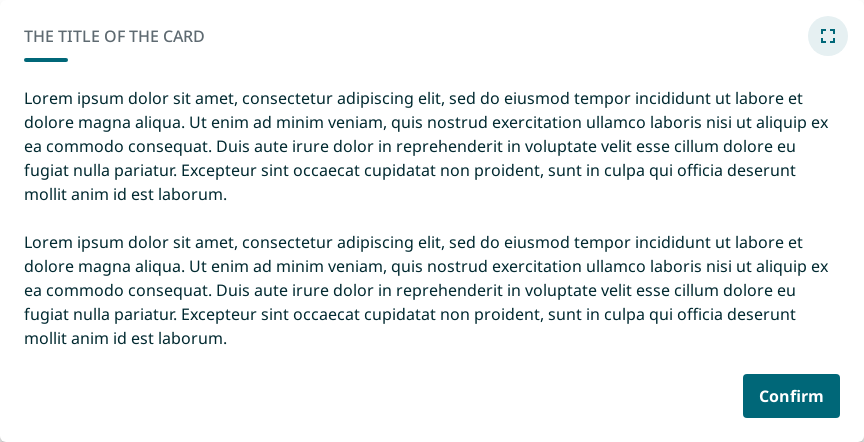 THE TITLE OF THE CARD
Lorem ipsum dolor sit amet, consectetur adipiscing elit, sed do eiusmod tempor incididunt ut labore et
dolore magna aliqua. Ut enim ad minim veniam, quis nostrud exercitation ullamco laboris nisi ut aliquip ex
ea commodo consequat. Duis aute irure dolor in reprehenderit in voluptate velit esse cillum dolore eu
fugiat nulla pariatur. Excepteur sint occaecat cupidatat non proident, sunt in culpa qui officia deserunt
mollit anim id est laborum.
Lorem ipsum dolor sit amet, consectetur adipiscing elit, sed do eiusmod tempor incididunt ut labore et
dolore magna aliqua. Ut enim ad minim veniam, quis nostrud exercitation ullamco laboris nisi ut aliquip ex
ea commodo consequat. Duis aute irure dolor in reprehenderit in voluptate velit esse cillum dolore eu
fugiat nulla pariatur. Excepteur sint occaecat cupidatat non proident, sunt in culpa qui officia deserunt
mollit anim id est laborum.
Confirm